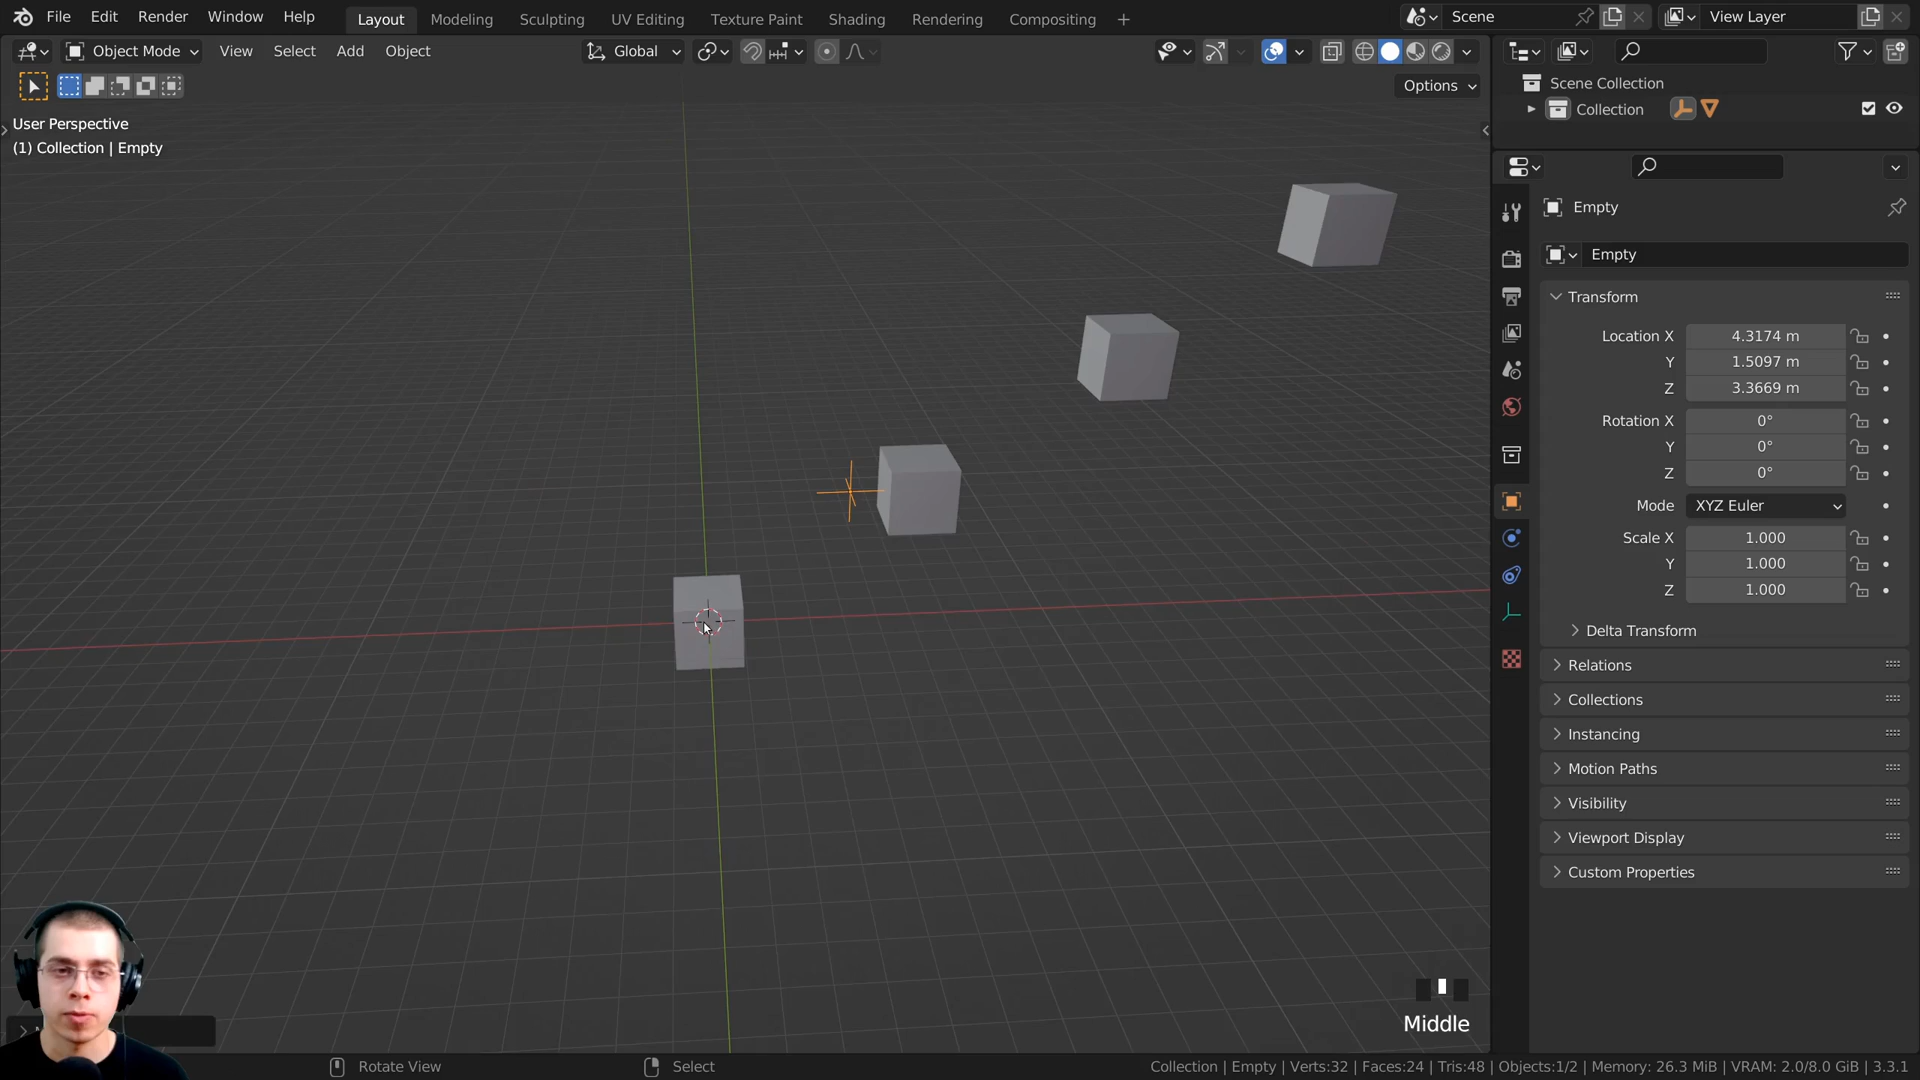 File Edit Render Window Help
Layout Modeling Sculpting UV Editing Texture Paint Shading Rendering Compositing +
Scene
View Layer
Object Mode View Select Add Object
Global
Options
User Perspective
(1) Collection | Empty
Scene Collection
Collection
Empty
Empty
Transform
Location X 4.3174 m
Y 1.5097 m
Z 3.3669 m
Rotation X 0°
Y 0°
Z 0°
Mode XYZ Euler
Scale X 1.000
Y 1.000
Z 1.000
Delta Transform
Relations
Collections
Instancing
Motion Paths
Visibility
Viewport Display
Custom Properties
Middle
Rotate View
Select
Collection | Empty | Verts:32 | Faces:24 | Tris:48 | Objects:1/2 | Memory: 26.3 MiB | VRAM: 2.0/8.0 GiB | 3.3.1